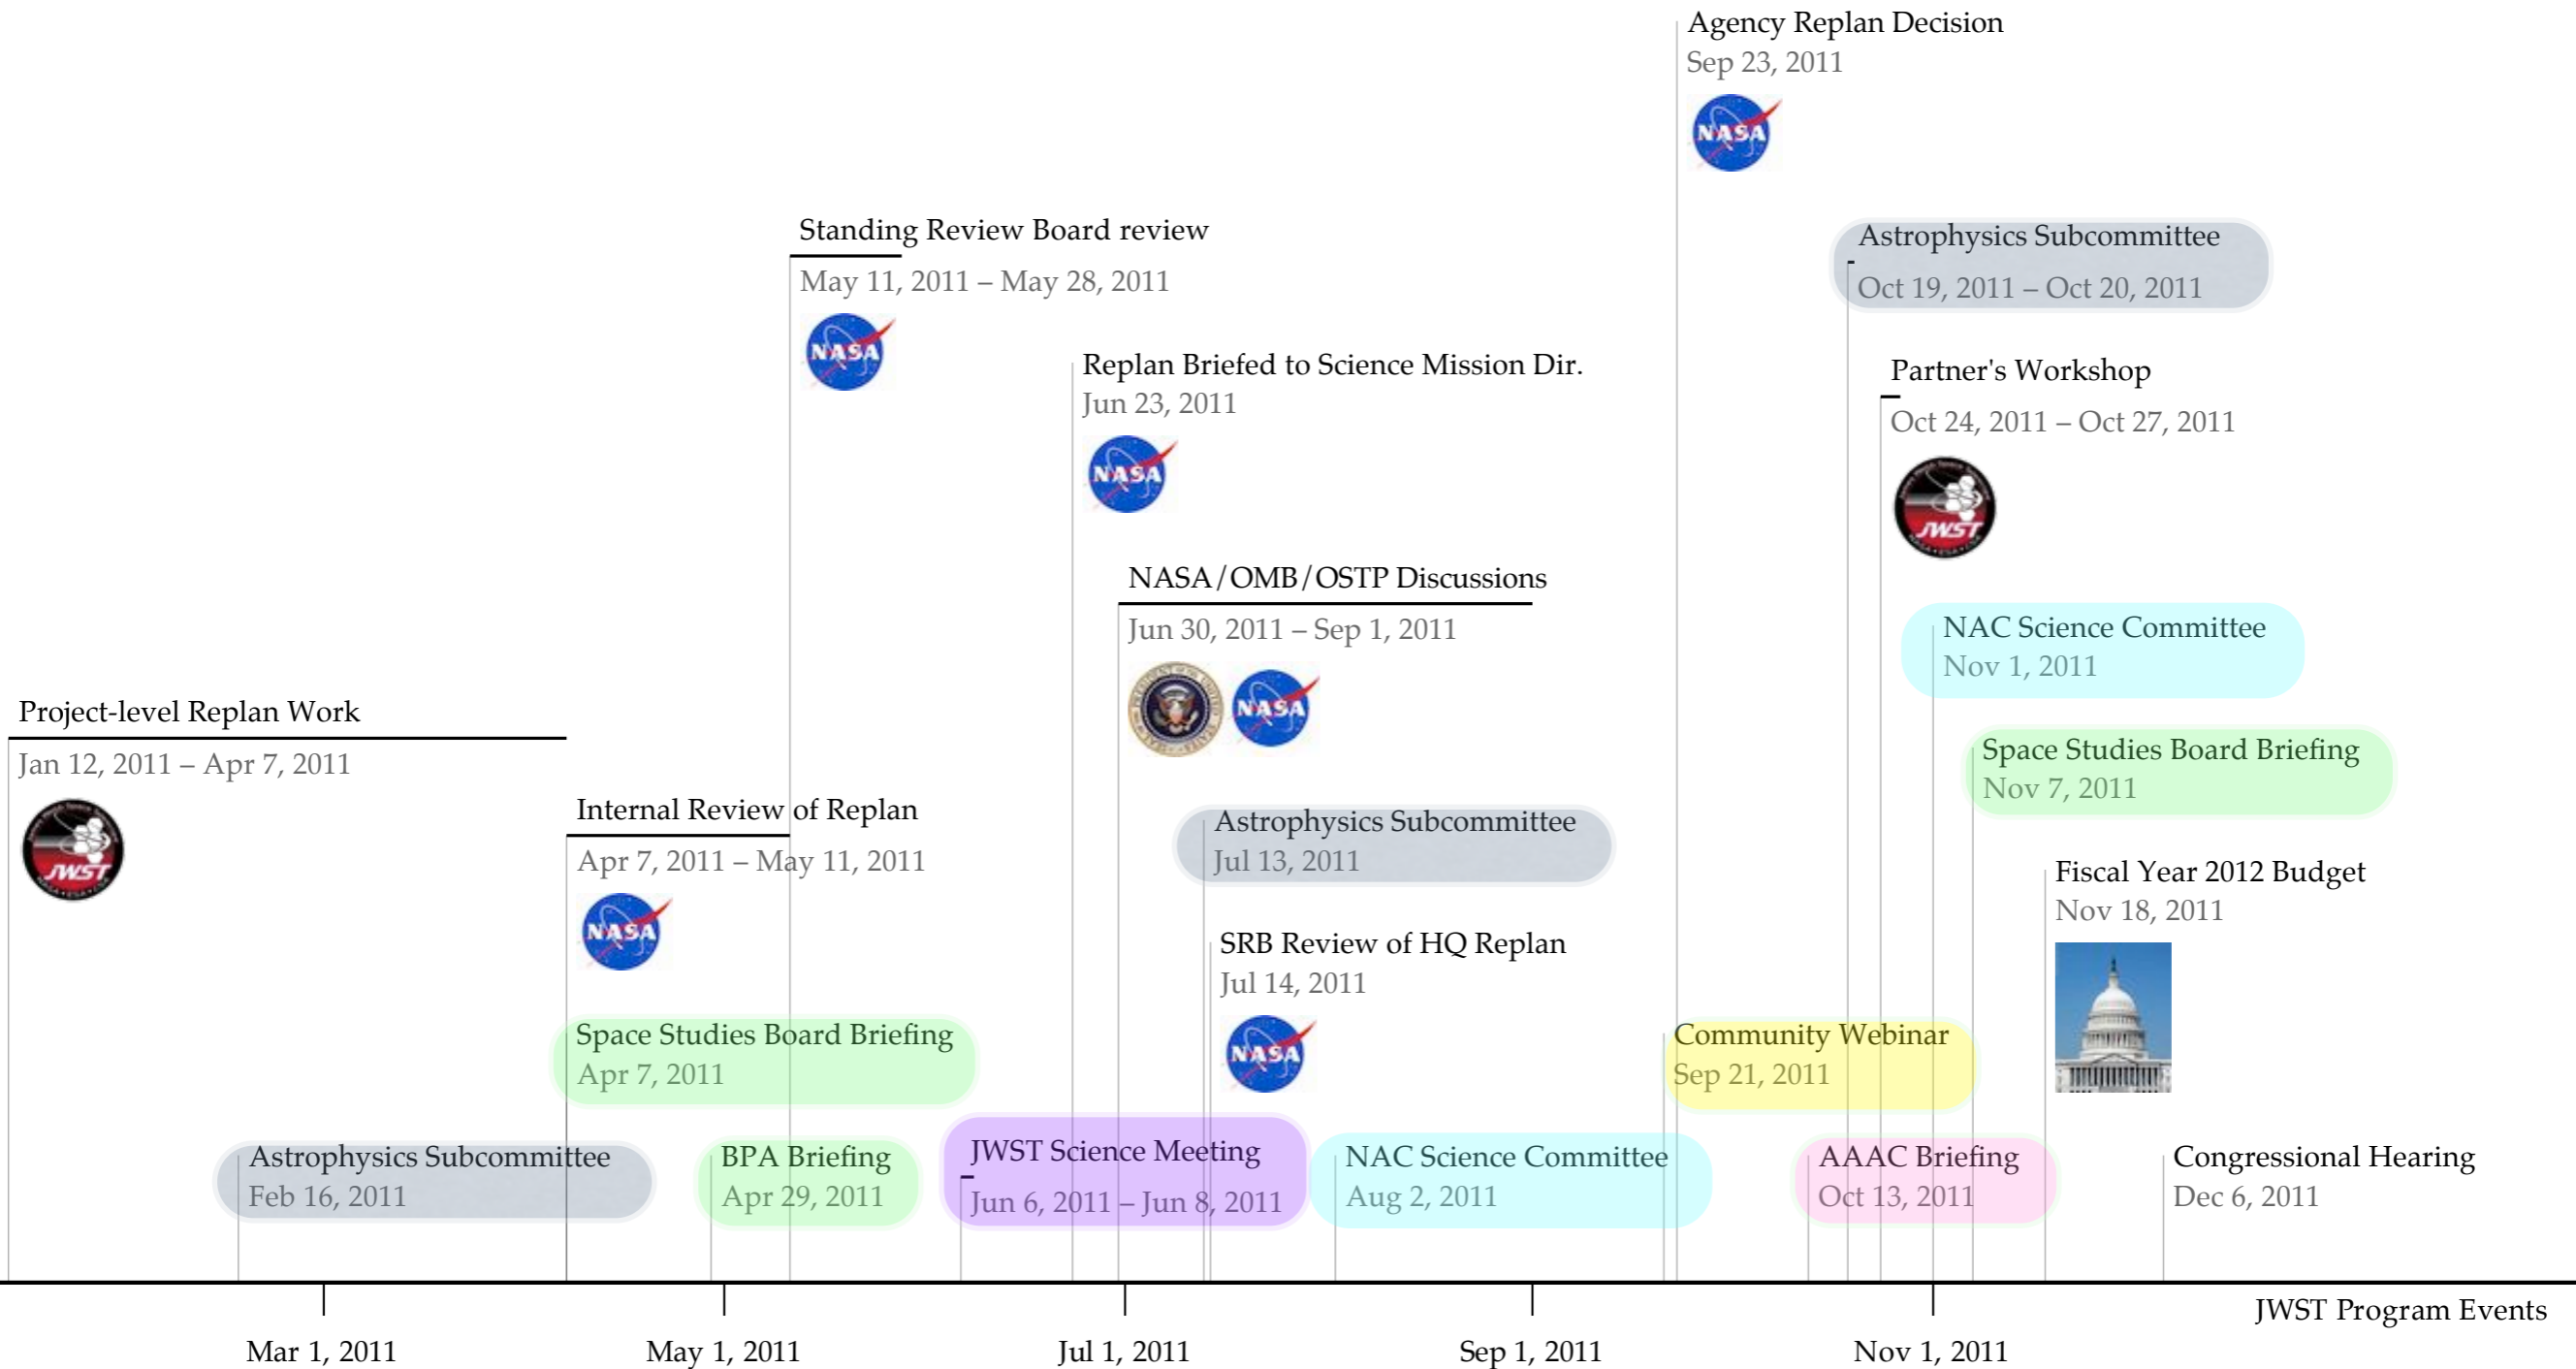 Agency Replan Decision
Sep 23, 2011
NASA
Standing Review Board review
May 11, 2011 – May 28, 2011
NASA
Astrophysics Subcommittee
Oct 19, 2011 – Oct 20, 2011
Replan Briefed to Science Mission Dir.
Jun 23, 2011
NASA
Partner's Workshop
Oct 24, 2011 – Oct 27, 2011
JWST
NASA/OMB/OSTP Discussions
Jun 30, 2011 – Sep 1, 2011
NASA
NAC Science Committee
Nov 1, 2011
Project-level Replan Work
Jan 12, 2011 – Apr 7, 2011
JWST
Space Studies Board Briefing
Nov 7, 2011
Internal Review of Replan
Apr 7, 2011 – May 11, 2011
NASA
Astrophysics Subcommittee
Jul 13, 2011
Fiscal Year 2012 Budget
Nov 18, 2011
SRB Review of HQ Replan
Jul 14, 2011
NASA
Space Studies Board Briefing
Apr 7, 2011
Community Webinar
Sep 21, 2011
Astrophysics Subcommittee
Feb 16, 2011
BPA Briefing
Apr 29, 2011
JWST Science Meeting
Jun 6, 2011 – Jun 8, 2011
NAC Science Committee
Aug 2, 2011
AAAC Briefing
Oct 13, 2011
Congressional Hearing
Dec 6, 2011
JWST Program Events
Mar 1, 2011
May 1, 2011
Jul 1, 2011
Sep 1, 2011
Nov 1, 2011